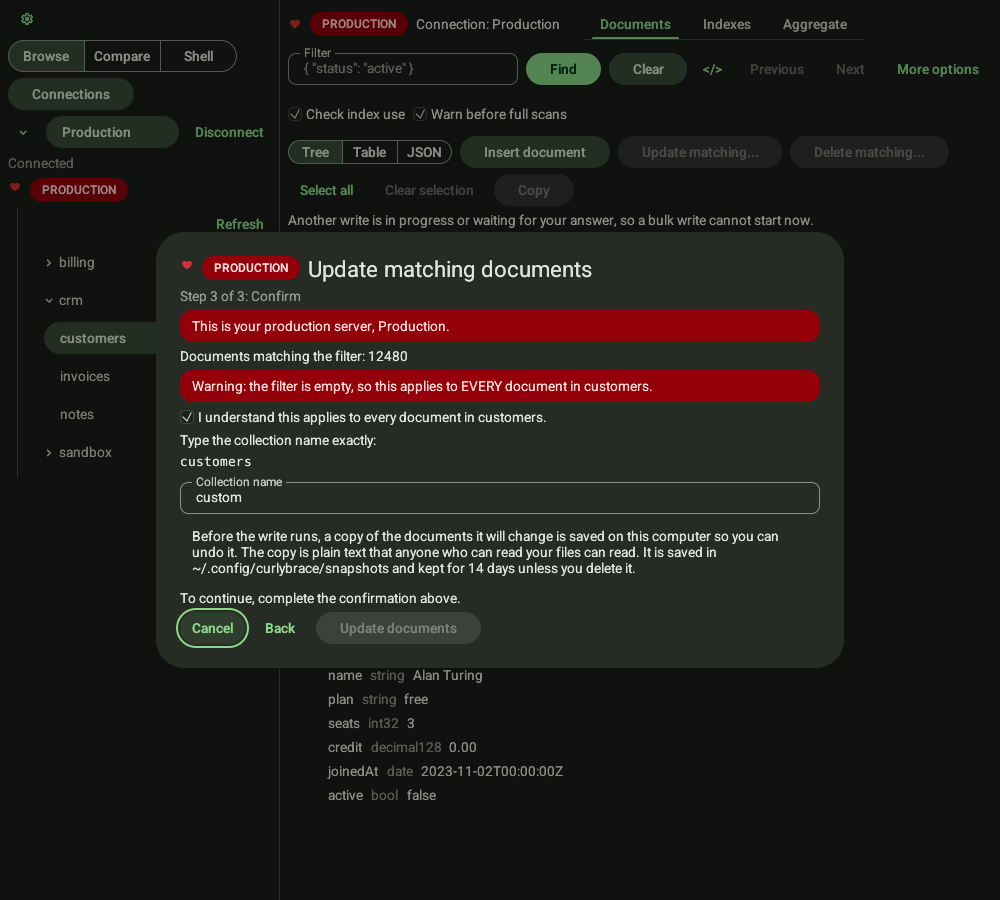 PRODUCTION Connection: Production Documents Indexes Aggregate
Browse Compare Shell
Filter
{ "status": "active" } Find Clear </> Previous Next More options
Connections
Check index use Warn before full scans
Production Disconnect
Tree Table JSON Insert document Update matching... Delete matching...
Connected
PRODUCTION
Select all Clear selection Copy
Refresh
Another write is in progress or waiting for your answer, so a bulk write cannot start now.
billing
crm
customers
invoices
notes
sandbox
PRODUCTION Update matching documents
Step 3 of 3: Confirm
This is your production server, Production.
Documents matching the filter: 12480
Warning: the filter is empty, so this applies to EVERY document in customers.
I understand this applies to every document in customers.
Type the collection name exactly:
customers
Collection name
custom
Before the write runs, a copy of the documents it will change is saved on this computer so you can
undo it. The copy is plain text that anyone who can read your files can read. It is saved in
~/.config/curlybrace/snapshots and kept for 14 days unless you delete it.
To continue, complete the confirmation above.
Cancel Back Update documents
name string Alan Turing
plan string free
seats int32 3
credit decimal128 0.00
joinedAt date 2023-11-02T00:00:00Z
active bool false